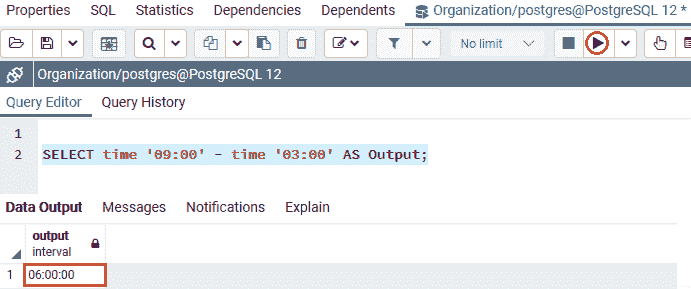 Properties SQL Statistics Dependencies Dependents Organization/postgres@PostgreSQL 12 *
No limit
Organization/postgres@PostgreSQL 12
Query Editor Query History
1
2 SELECT time '09:00' - time '03:00' AS Output;
Data Output Messages Notifications Explain
output
interval
1 06:00:00